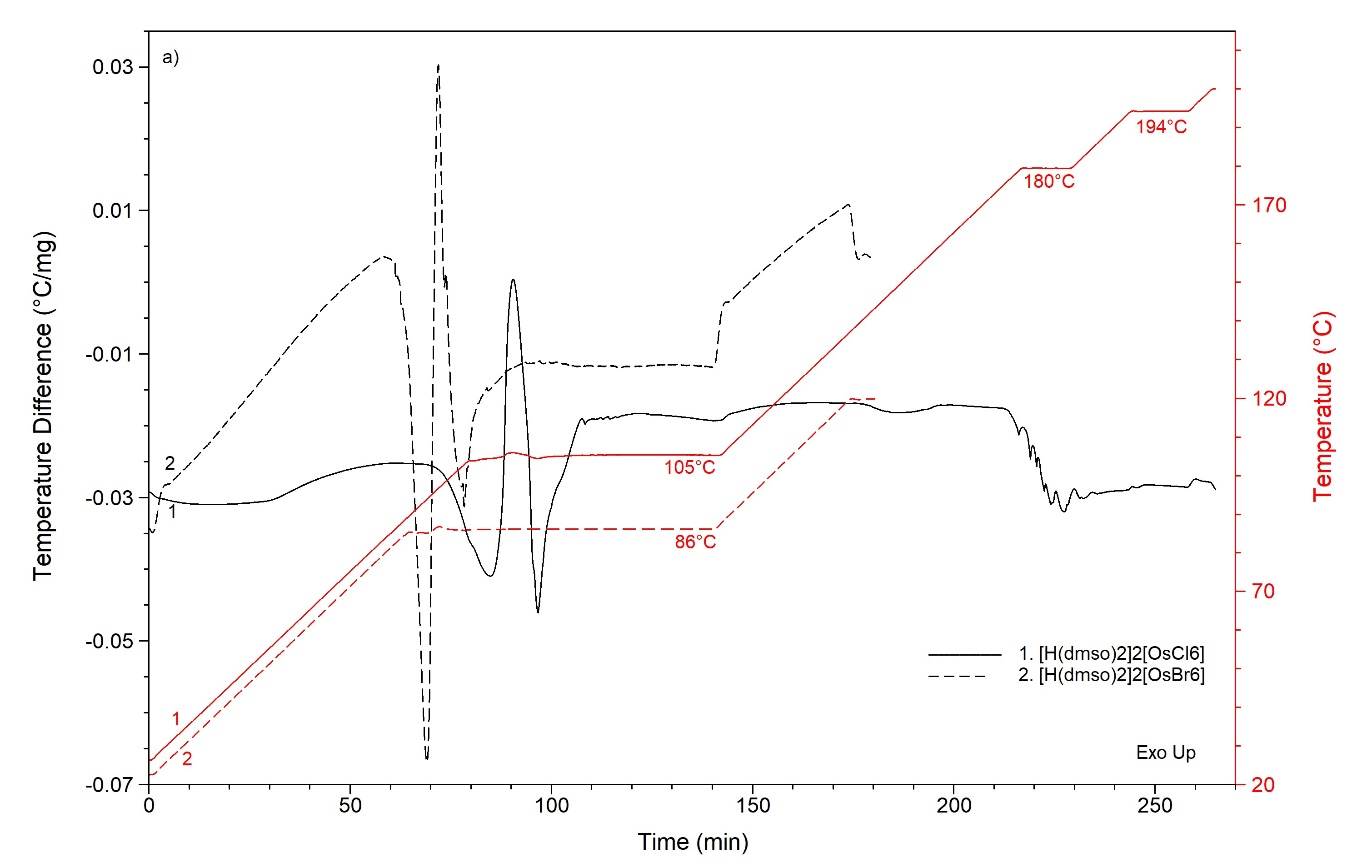 a)
0.03
0.01
-0.01
-0.03
-0.05
-0.07
Temperature Difference (°C/mg)
2
1
1
2
105°C
86°C
180°C
194°C
1. [H(dmso)2]2[OsCl6]
2. [H(dmso)2]2[OsBr6]
Exo Up
170
120
70
20
Temperature (°C)
0
50
100
150
200
250
Time (min)